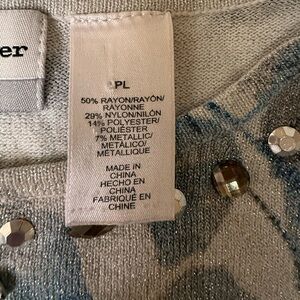 er
PL
50% RAYON/RAYÓN/
RAYONNE
29% NYLON/NILÓN
14% POLYESTER/
POLIÉSTER
7% METALLIC/
METÁLICO/
MÉTALLIQUE
MADE IN
CHINA
HECHO EN
CHINA
FABRIQUÉ EN
CHINE